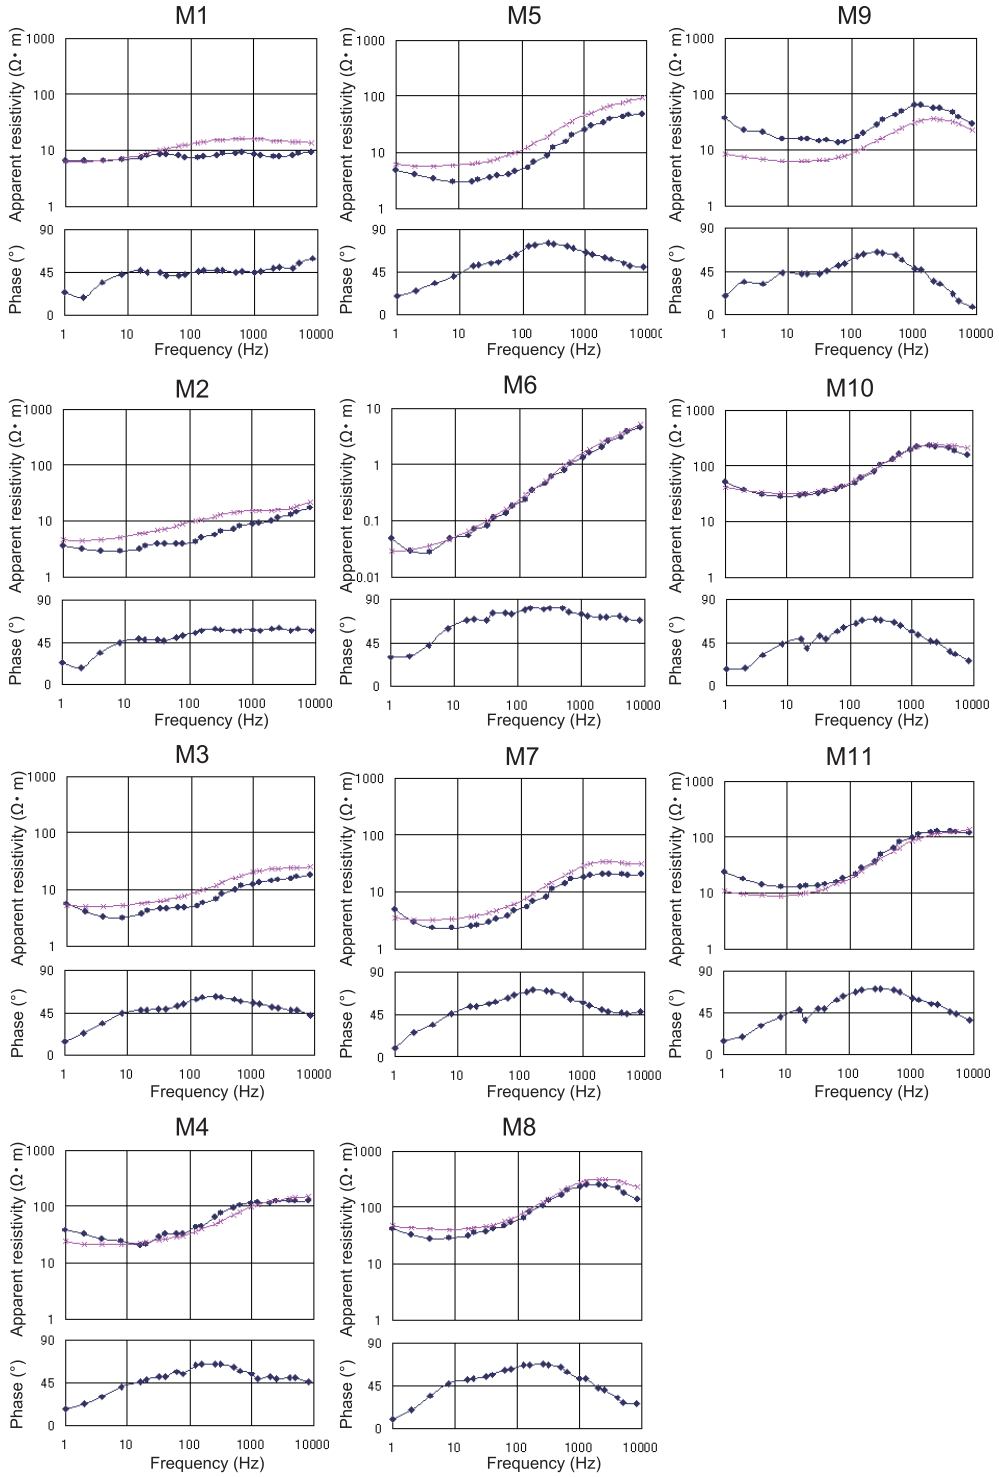 M1
Apparent resistivity (Ω• m)
1000
100
10
1
Phase (°)
90
45
0
1 10 100 1000 10000
Frequency (Hz)
M5
Apparent resistivity (Ω• m)
1000
100
10
1
Phase (°)
90
45
0
1 10 100 1000 10000
Frequency (Hz)
M9
Apparent resistivity (Ω• m)
1000
100
10
1
Phase (°)
90
45
0
1 10 100 1000 10000
Frequency (Hz)
M2
Apparent resistivity (Ω• m)
1000
100
10
1
Phase (°)
90
45
0
1 10 100 1000 10000
Frequency (Hz)
M6
Apparent resistivity (Ω• m)
10
1
0.1
0.01
Phase (°)
90
45
0
1 10 100 1000 10000
Frequency (Hz)
M10
Apparent resistivity (Ω• m)
1000
100
10
1
Phase (°)
90
45
0
1 10 100 1000 10000
Frequency (Hz)
M3
Apparent resistivity (Ω• m)
1000
100
10
1
Phase (°)
90
45
0
1 10 100 1000 10000
Frequency (Hz)
M7
Apparent resistivity (Ω• m)
1000
100
10
1
Phase (°)
90
45
0
1 10 100 1000 10000
Frequency (Hz)
M11
Apparent resistivity (Ω• m)
1000
100
10
1
Phase (°)
90
45
0
1 10 100 1000 10000
Frequency (Hz)
M4
Apparent resistivity (Ω• m)
1000
100
10
1
Phase (°)
90
45
0
1 10 100 1000 10000
Frequency (Hz)
M8
Apparent resistivity (Ω• m)
1000
100
10
1
Phase (°)
90
45
0
1 10 100 1000 10000
Frequency (Hz)